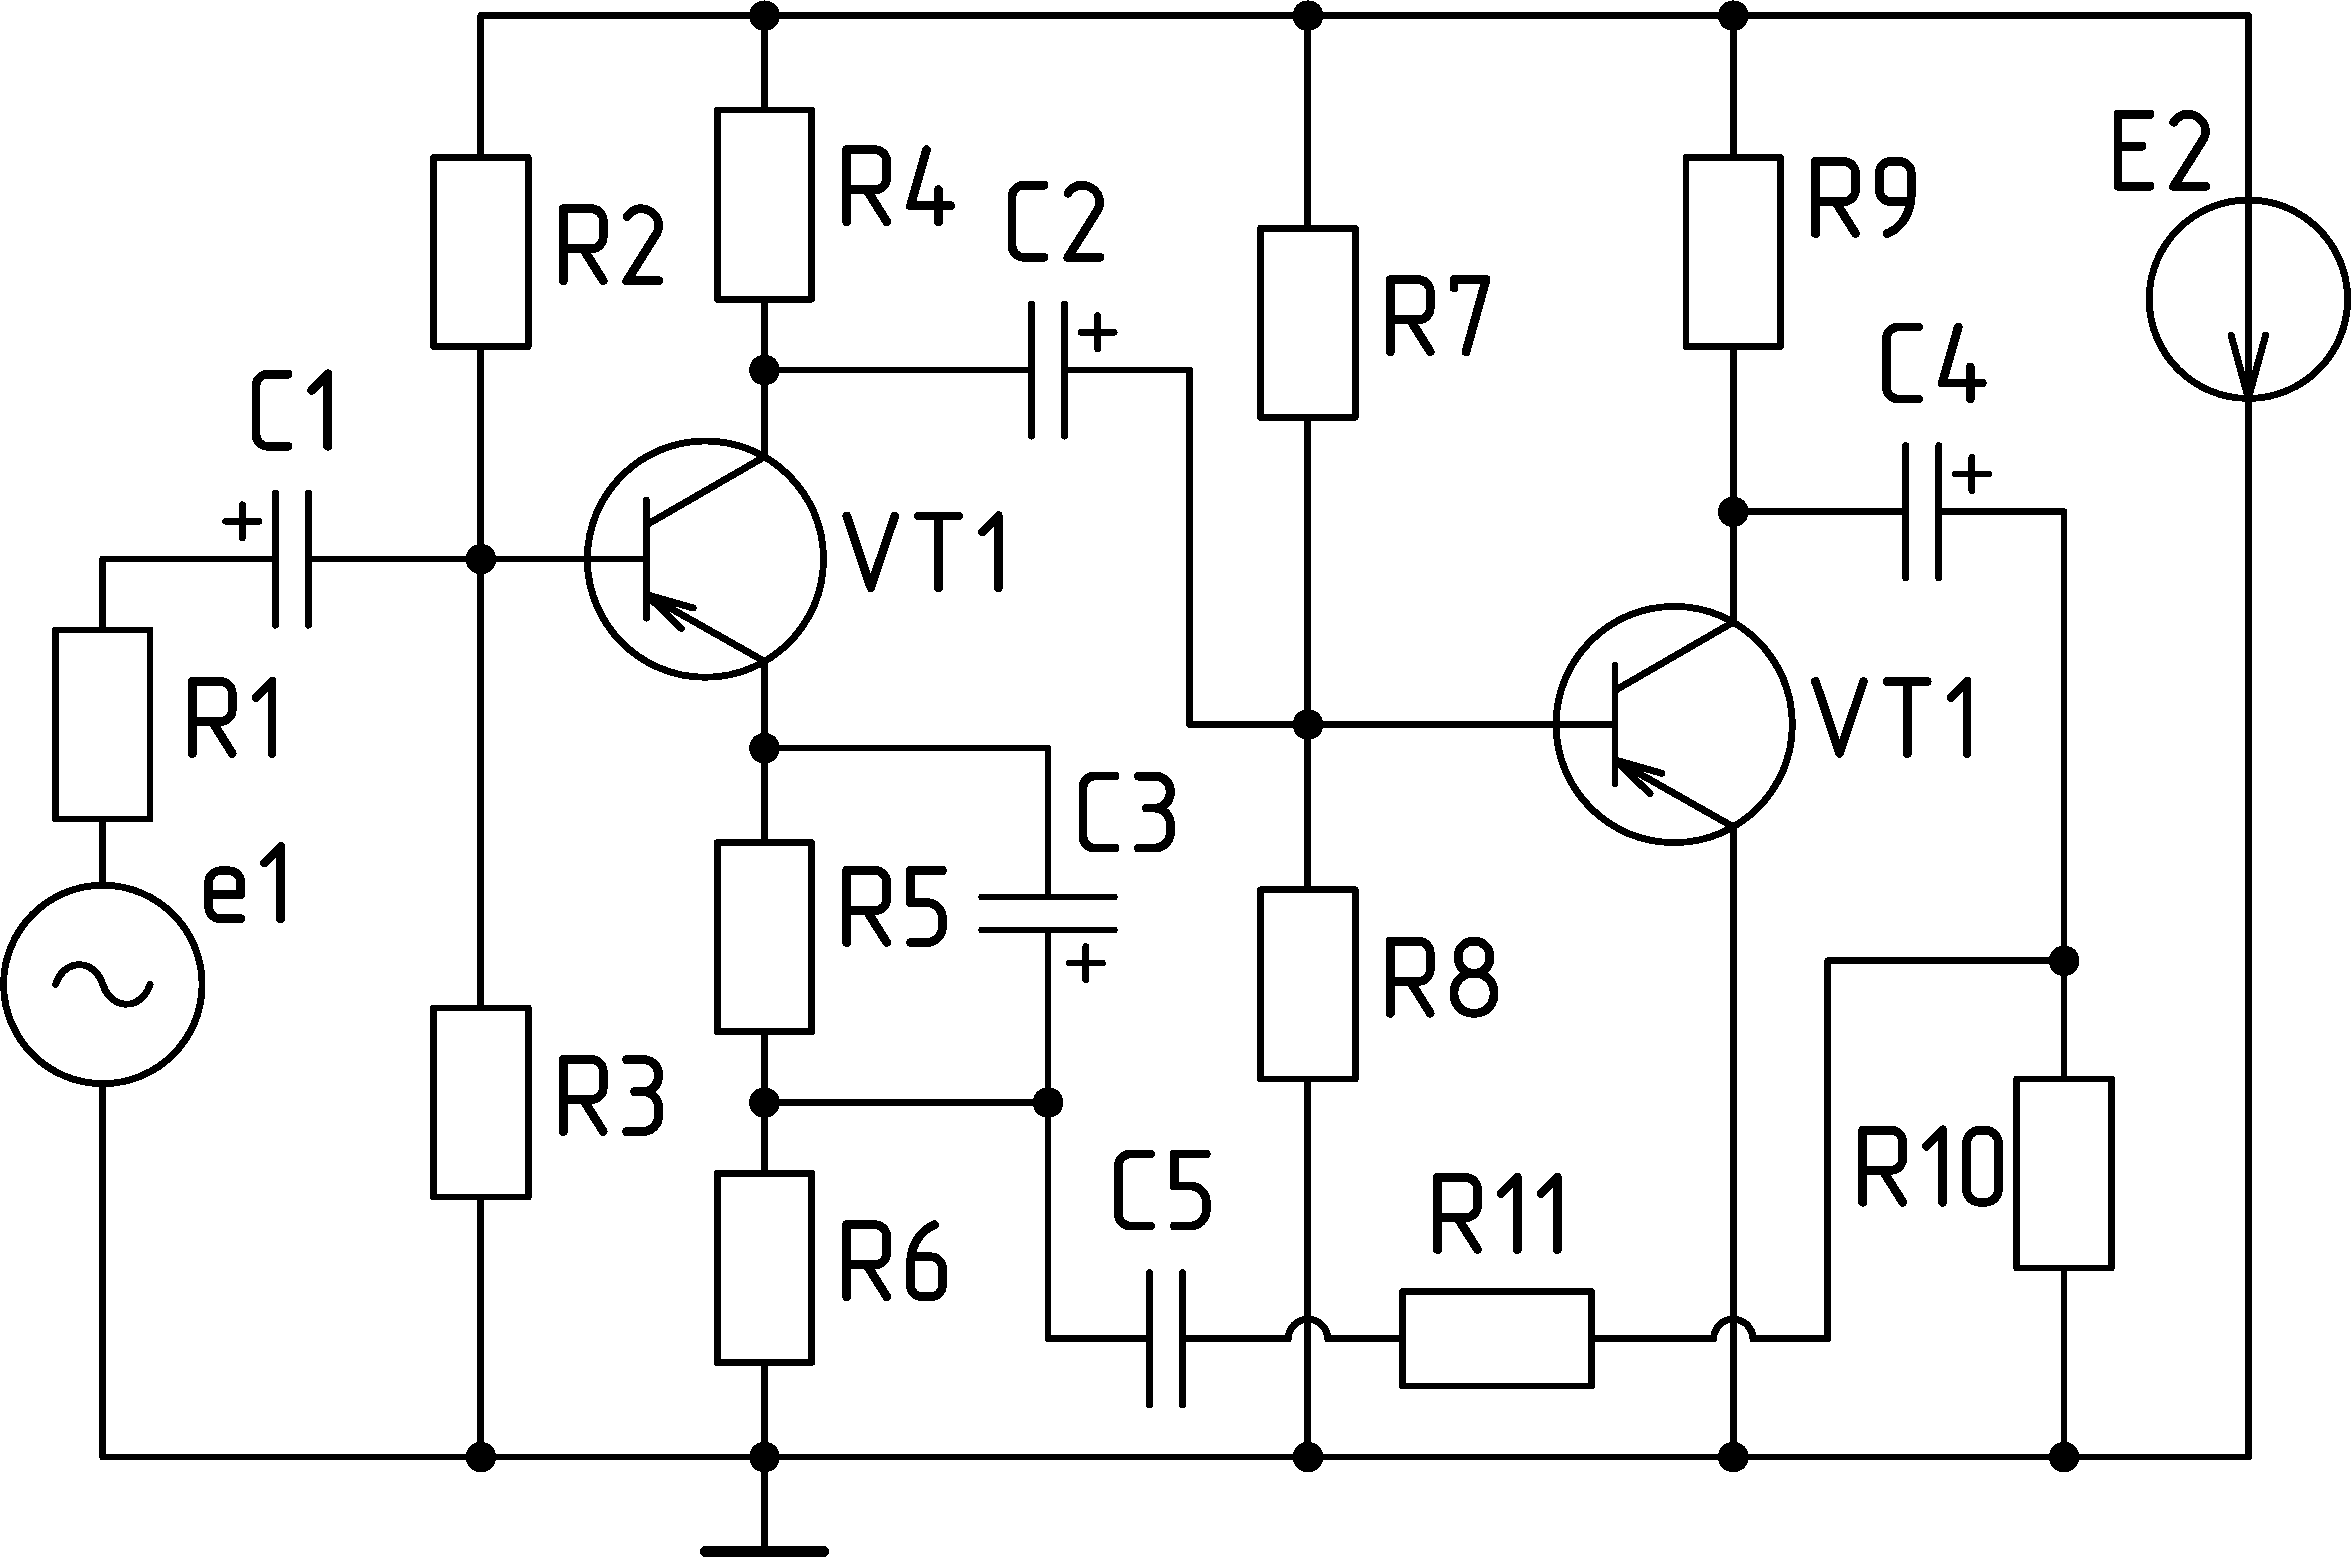 E2
R4
R9
C2
R2
R7
C4
C1
VT1
R1
VT1
C3
e1
R5
R8
R3
R10
C5
R11
R6
+
+
+
+